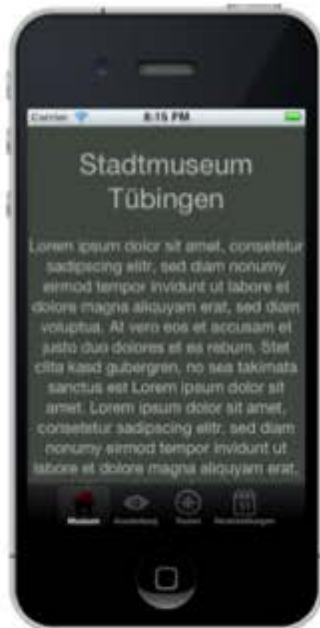 Carrier 8:15 PM
Stadtmuseum
Tübingen
Lorem ipsum dolor sit amet, consetetur
sadipscing elitr, sed diam nonumy
eirmod tempor invidunt ut labore et
dolore magna aliquyam erat, sed diam
voluptua. At vero eos et accusam et
justo duo dolores et ea rebum. Stet
clita kasd gubergren, no sea takimata
sanctus est Lorem ipsum dolor sit
amet. Lorem ipsum dolor sit amet,
consetetur sadipscing elitr, sed diam
nonumy eirmod tempor invidunt ut
labore et dolore magna aliquyam erat,
Museum Ausstellung Touren Veranstaltungen